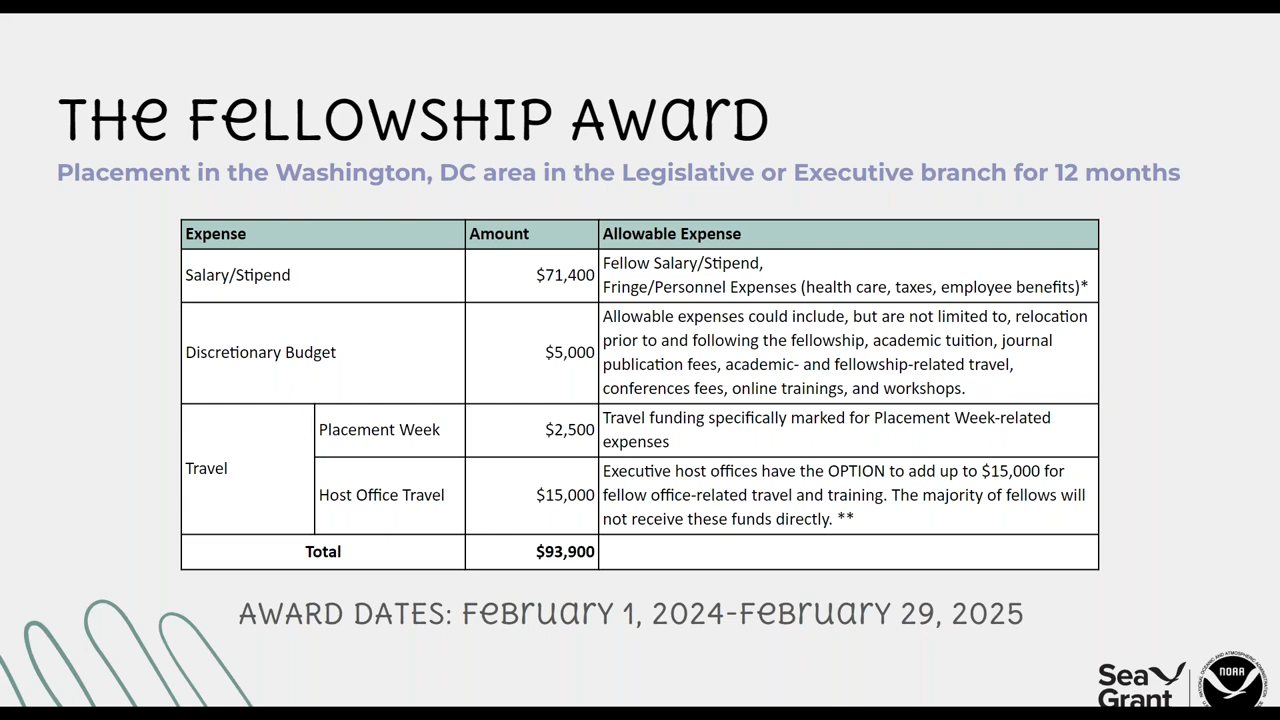 THe FeLLOWSHIP AWarD
Placement in the Washington, DC area in the Legislative or Executive branch for 12 months
Expense Amount Allowable Expense
Salary/Stipend $71,400 Fellow Salary/Stipend,
Fringe/Personnel Expenses (health care, taxes, employee benefits)*
Discretionary Budget $5,000 Allowable expenses could include, but are not limited to, relocation
prior to and following the fellowship, academic tuition, journal
publication fees, academic- and fellowship-related travel,
conferences fees, online trainings, and workshops.
Travel
Placement Week $2,500 Travel funding specifically marked for Placement Week-related
expenses
Host Office Travel $15,000 Executive host offices have the OPTION to add up to $15,000 for
fellow office-related travel and training. The majority of fellows will
not receive these funds directly. **
Total $93,900
AWARD DATES: February 1, 2024-February 29, 2025
Sea
Grant
NOAA